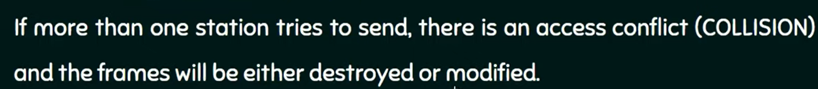 If more than one station tries to send, there is an access conflict (COLLISION)
and the frames will be either destroyed or modified.